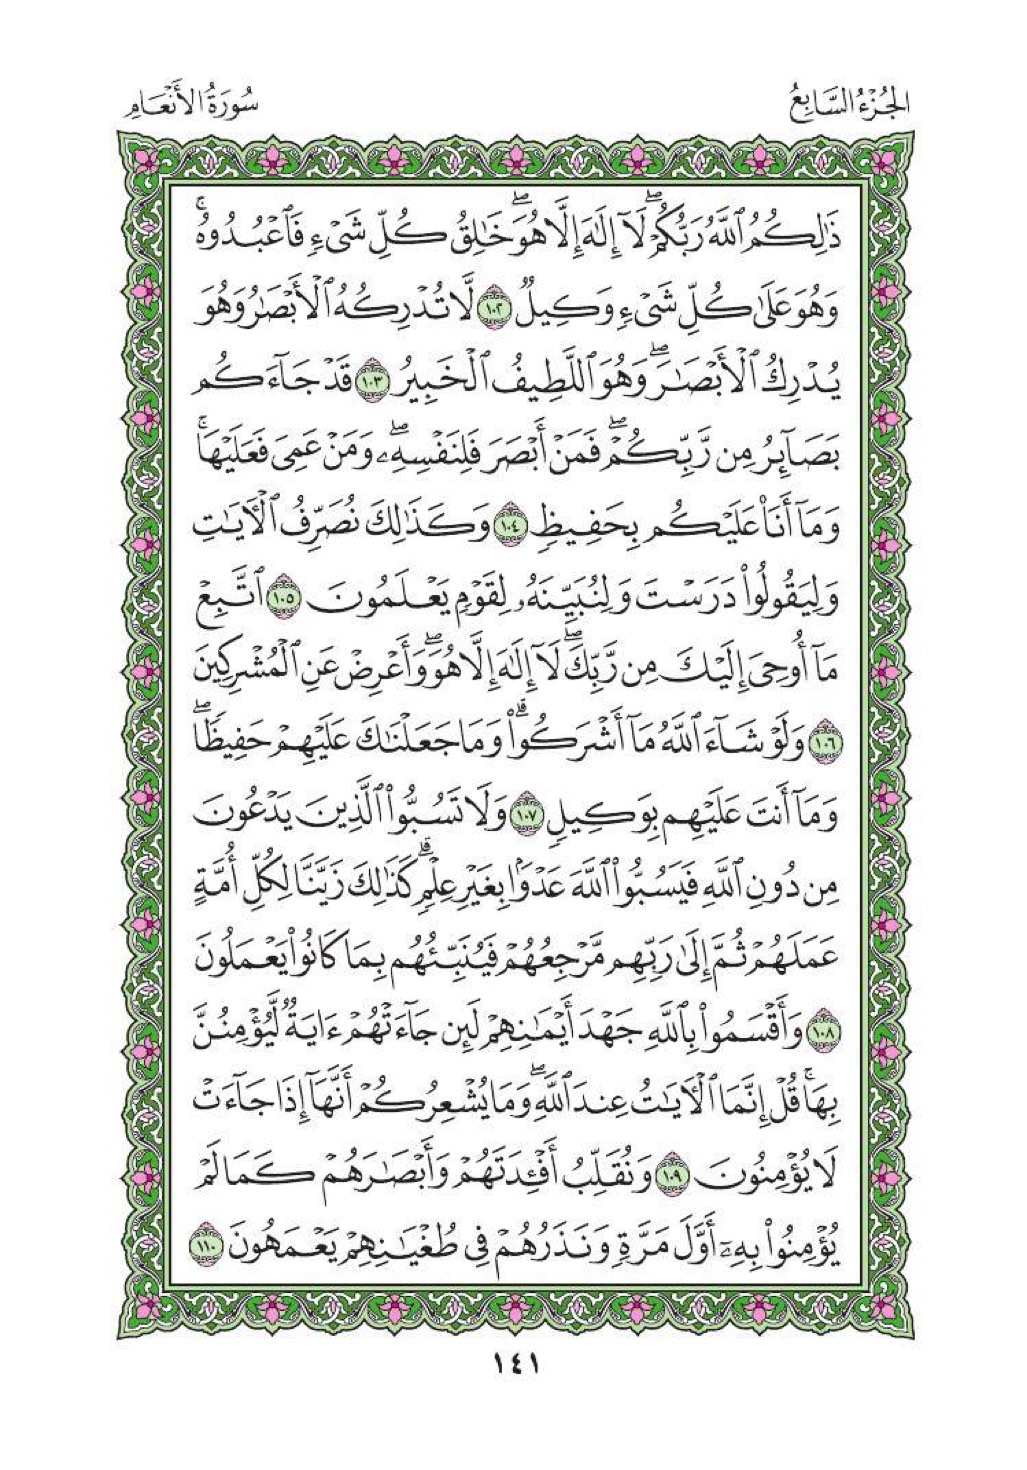 الجُزْءُ السَّابِعُ
سُورَةُ الأَنْعَامِ
ذَٰلِكُمُ ٱللَّهُ رَبُّكُمْۖ لَآ إِلَٰهَ إِلَّا هُوَۖ خَٰلِقُ كُلِّ شَىْءٍ فَٱعْبُدُوهُۚ
وَهُوَ عَلَىٰ كُلِّ شَىْءٍ وَكِيلٌ ١٠٢ لَّا تُدْرِكُهُ ٱلْأَبْصَٰرُ وَهُوَ
يُدْرِكُ ٱلْأَبْصَٰرَۖ وَهُوَ ٱللَّطِيفُ ٱلْخَبِيرُ ١٠٣ قَدْ جَآءَكُم
بَصَآئِرُ مِن رَّبِّكُمْۖ فَمَنْ أَبْصَرَ فَلِنَفْسِهِۦۖ وَمَنْ عَمِىَ فَعَلَيْهَاۚ
وَمَآ أَنَا۠ عَلَيْكُم بِحَفِيظٍ ١٠٤ وَكَذَٰلِكَ نُصَرِّفُ ٱلْأَيَٰتِ
وَلِيَقُولُوا۟ دَرَسْتَ وَلِنُبَيِّنَهُۥ لِقَوْمٍ يَعْلَمُونَ ١٠٥ ٱتَّبِعْ
مَآ أُوحِىَ إِلَيْكَ مِن رَّبِّكَۖ لَآ إِلَٰهَ إِلَّا هُوَۖ وَأَعْرِضْ عَنِ ٱلْمُشْرِكِينَ
١٠٦ وَلَوْ شَآءَ ٱللَّهُ مَآ أَشْرَكُوا۟ۗ وَمَا جَعَلْنَٰكَ عَلَيْهِمْ حَفِيظًاۖ
وَمَآ أَنتَ عَلَيْهِم بِوَكِيلٍ ١٠٧ وَلَا تَسُبُّوا۟ ٱلَّذِينَ يَدْعُونَ
مِن دُونِ ٱللَّهِ فَيَسُبُّوا۟ ٱللَّهَ عَدْوًۢا بِغَيْرِ عِلْمٍۗ كَذَٰلِكَ زَيَّنَّا لِكُلِّ أُمَّةٍ
عَمَلَهُمْ ثُمَّ إِلَىٰ رَبِّهِم مَّرْجِعُهُمْ فَيُنَبِّئُهُم بِمَا كَانُوا۟ يَعْمَلُونَ
١٠٨ وَأَقْسَمُوا۟ بِٱللَّهِ جَهْدَ أَيْمَٰنِهِمْ لَئِن جَآءَتْهُمْ ءَايَةٌ لَّيُؤْمِنُنَّ
بِهَاۚ قُلْ إِنَّمَا ٱلْأَيَٰتُ عِندَ ٱللَّهِۖ وَمَا يُشْعِرُكُمْ أَنَّهَآ إِذَا جَآءَتْ
لَا يُؤْمِنُونَ ١٠٩ وَنُقَلِّبُ أَفْـِٔدَتَهُمْ وَأَبْصَٰرَهُمْ كَمَا لَمْ
يُؤْمِنُوا۟ بِهِۦٓ أَوَّلَ مَرَّةٍ وَنَذَرُهُمْ فِى طُغْيَٰنِهِمْ يَعْمَهُونَ ١١٠
١٤١